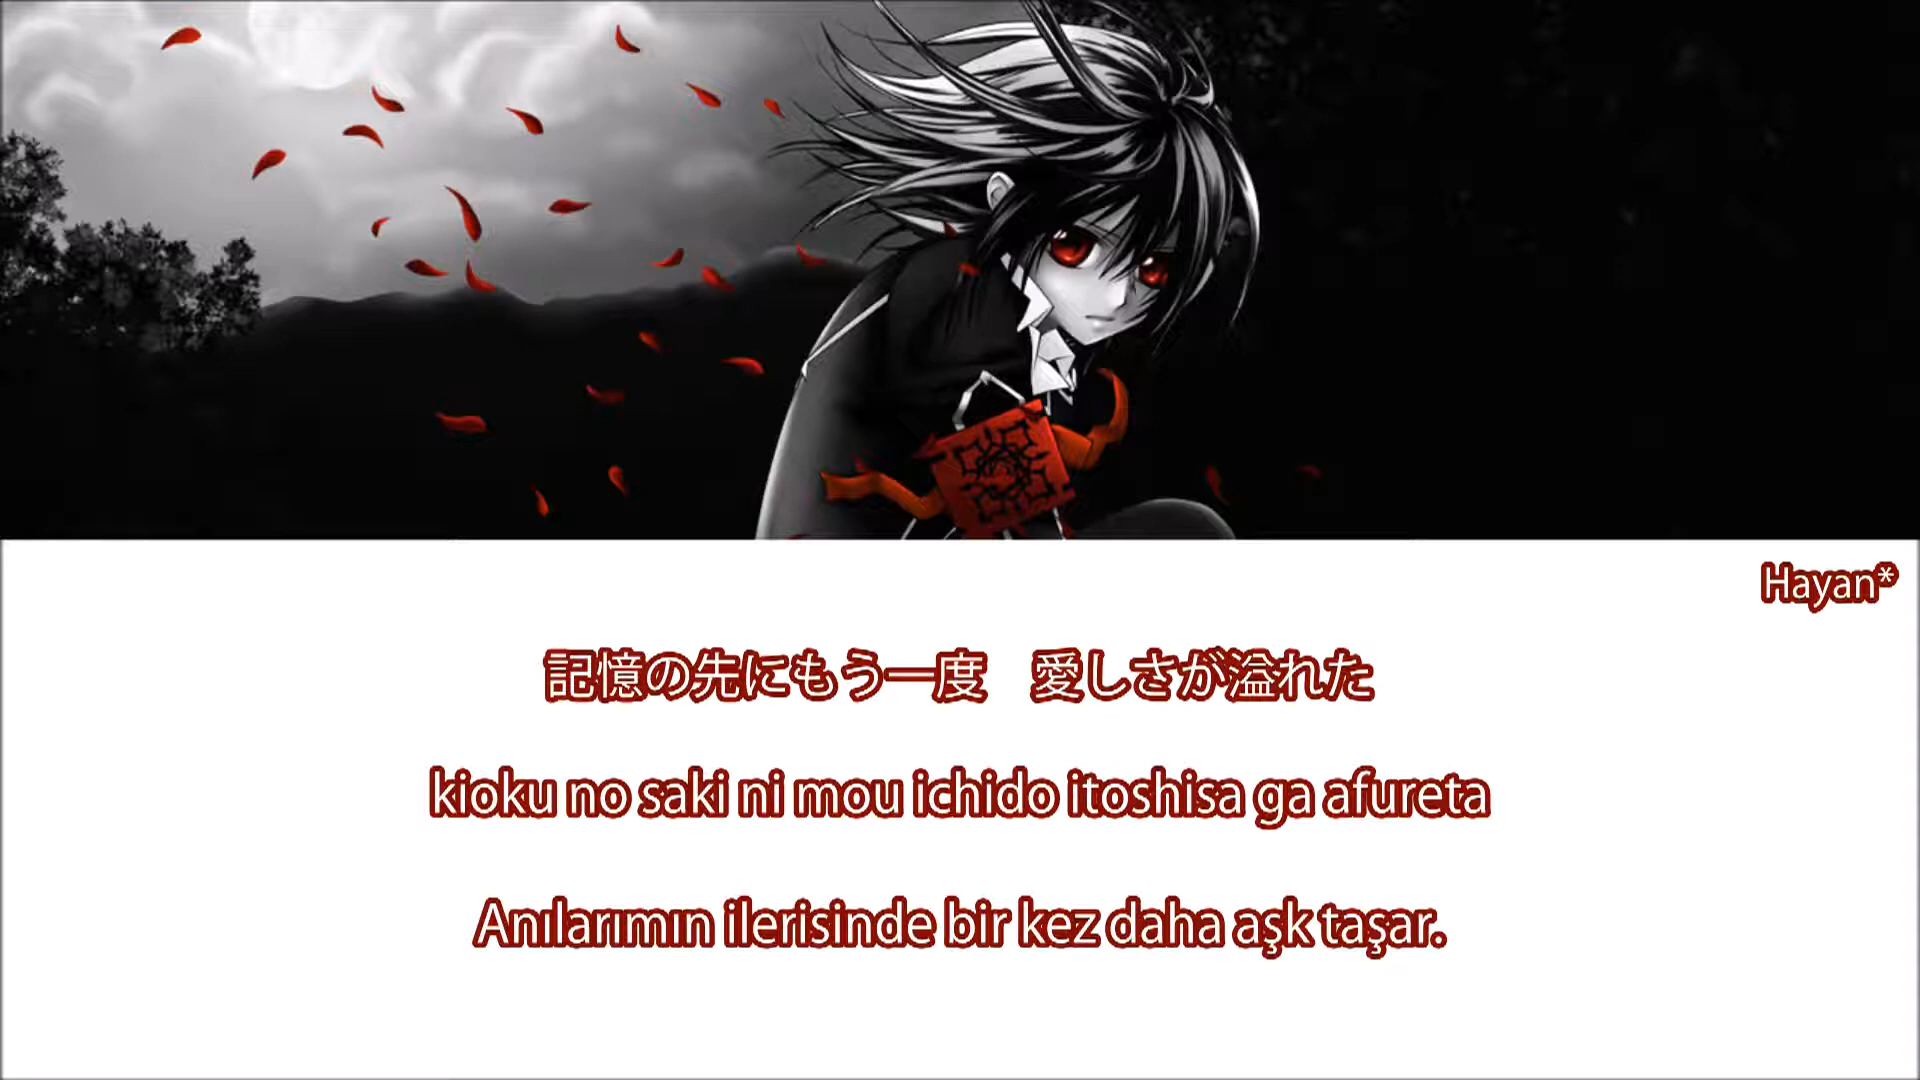 Hayan*
記憶の先にもう一度　愛しさが溢れた
kioku no saki ni mou ichido itoshisa ga afureta
Anılarımın ilerisinde bir kez daha aşk taşar.